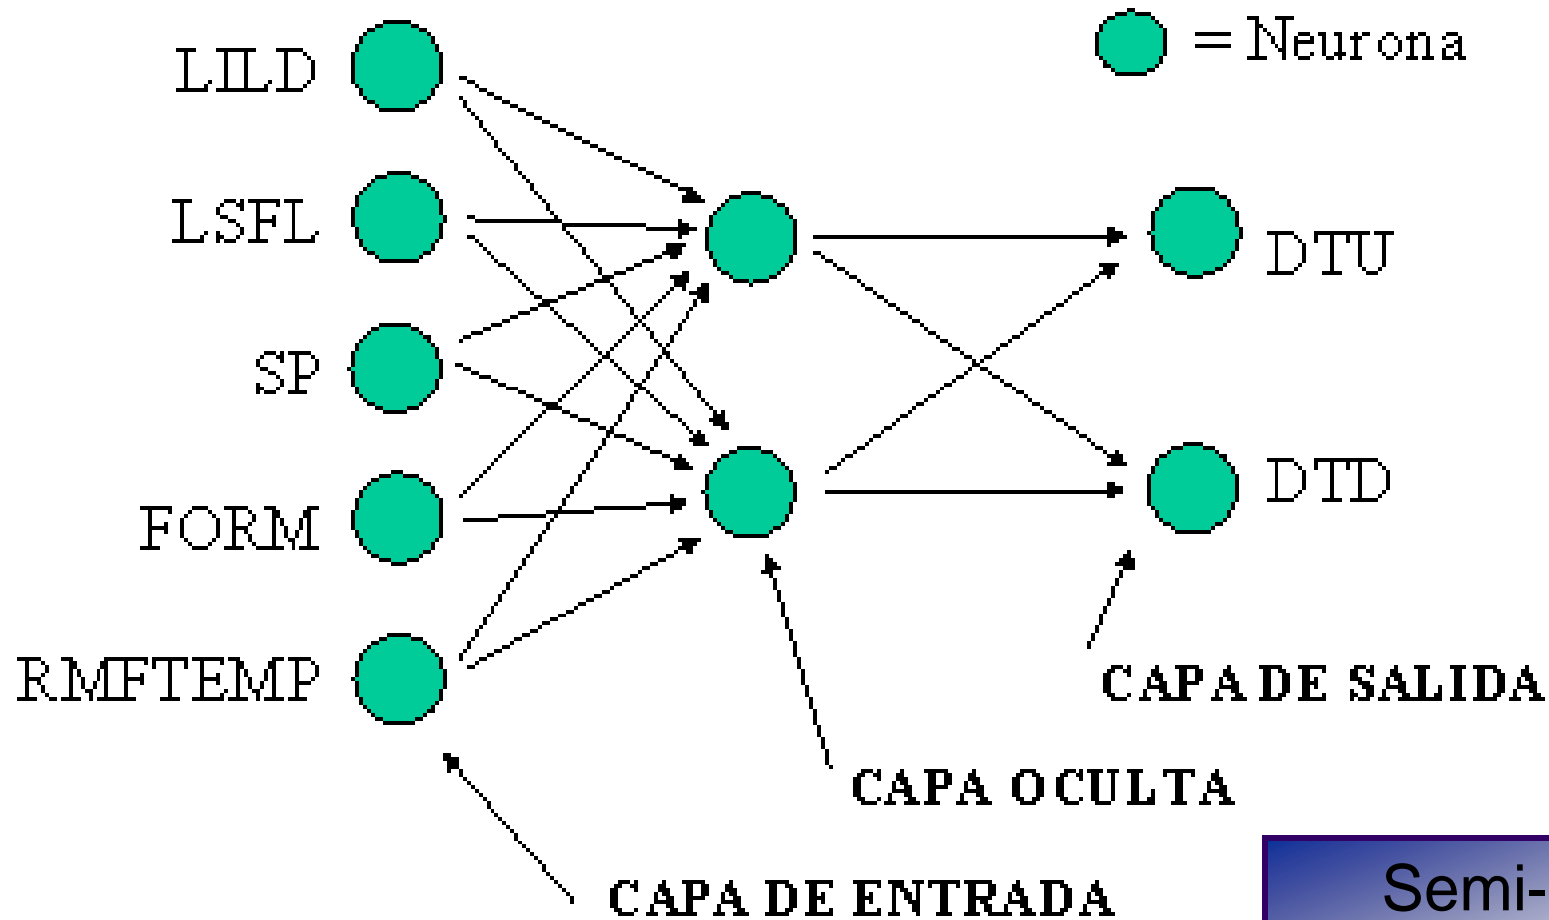 = Neurona
LILD
LSFL
SP
FORM
RMFTEMP
DTU
DTD
CAPA DE SALIDA
CAPA OCULTA
CAPA DE ENTRADA
Semi-